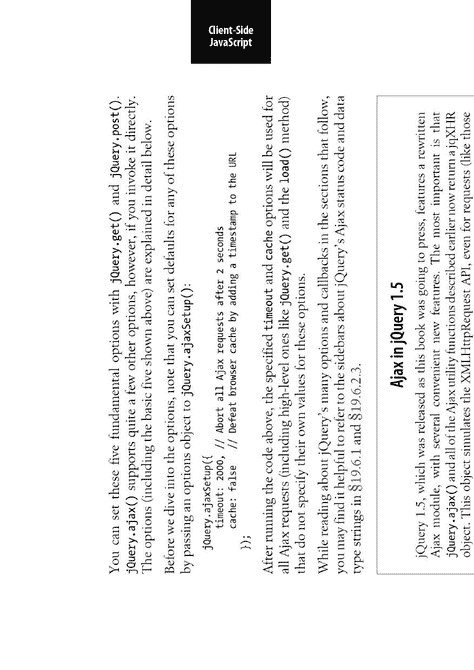 Client-Side
JavaScript
You can set these five fundamental options with jQuery.get() and jQuery.post().
jQuery.ajax() supports quite a few other options, however, if you invoke it directly.
The options (including the basic five shown above) are explained in detail below.
Before we dive into the options, note that you can set defaults for any of these options
by passing an options object to jQuery.ajaxSetup():
jQuery.ajaxSetup({
timeout: 2000, // Abort all Ajax requests after 2 seconds
cache: false // Defeat browser cache by adding a timestamp to the URL
});
After running the code above, the specified timeout and cache options will be used for
all Ajax requests (including high-level ones like jQuery.get() and the load() method)
that do not specify their own values for these options.
While reading about jQuery's many options and callbacks in the sections that follow,
you may find it helpful to refer to the sidebars about jQuery's Ajax status code and data
type strings in §19.6.1 and §19.6.2.3.
Ajax in jQuery 1.5
jQuery 1.5, which was released as this book was going to press, features a rewritten
Ajax module, with several convenient new features. The most important is that
jQuery.ajax() and all of the Ajax utility functions described earlier now return a jqXHR
object. This object simulates the XMLHttpRequest API, even for requests (like those